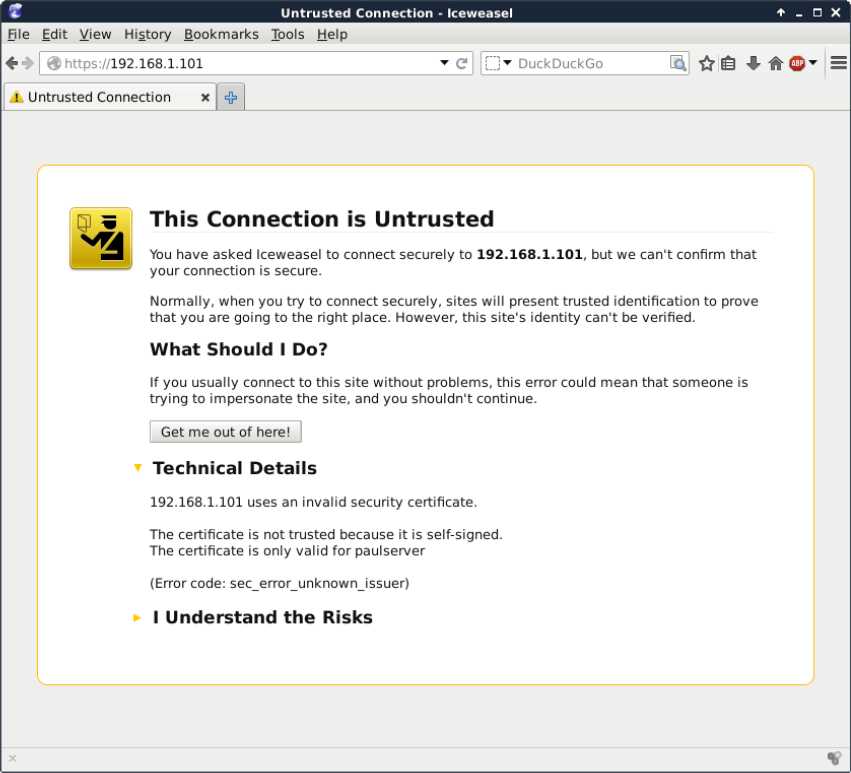 Untrusted Connection - Iceweasel
File Edit View History Bookmarks Tools Help
https://192.168.1.101
DuckDuckGo
ABP
Untrusted Connection
This Connection is Untrusted
You have asked Iceweasel to connect securely to 192.168.1.101, but we can't confirm that
your connection is secure.
Normally, when you try to connect securely, sites will present trusted identification to prove
that you are going to the right place. However, this site's identity can't be verified.
What Should I Do?
If you usually connect to this site without problems, this error could mean that someone is
trying to impersonate the site, and you shouldn't continue.
Get me out of here!
Technical Details
192.168.1.101 uses an invalid security certificate.
The certificate is not trusted because it is self-signed.
The certificate is only valid for paulserver
(Error code: sec_error_unknown_issuer)
I Understand the Risks